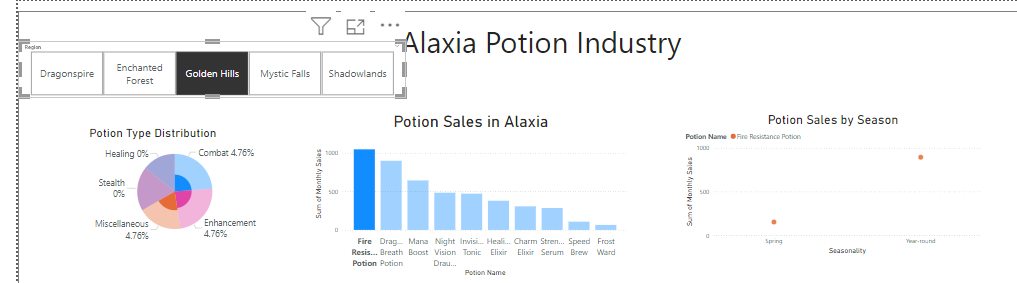 Alaxia Potion Industry
Region
Dragonspire
Enchanted
Forest
Golden Hills
Mystic Falls
Shadowlands
Potion Type Distribution
Healing 0%
Combat 4.76%
Stealth
0%
Miscellaneous
4.76%
Enhancement
4.76%
Potion Sales in Alaxia
Sum of Monthly Sales
1000
500
0
Fire
Resis...
Potion
Drag...
Breath
Potion
Mana
Boost
Night
Vision
Drau...
Invisi...
Tonic
Heali...
Elixir
Charm
Elixir
Stren...
Serum
Speed
Brew
Frost
Ward
Potion Name
Potion Sales by Season
Potion Name Fire Resistance Potion
Sum of Monthly Sales
1000
500
0
Spring
Year-round
Seasonality